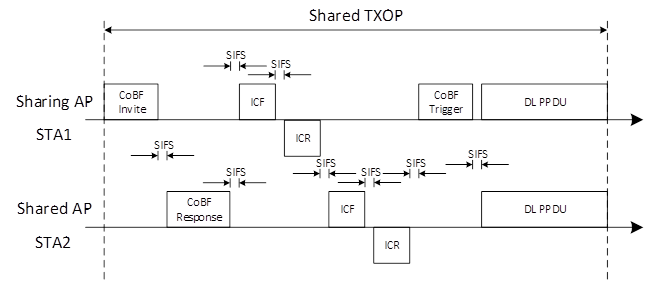 Shared TXOP
SIFS
SIFS
Sharing AP
CoBF
Invite
ICF
CoBF
Trigger
DL PPDU
STA1
ICR
SIFS
SIFS
SIFS
SIFS
SIFS
SIFS
Shared AP
CoBF
Response
ICF
DL PPDU
STA2
ICR